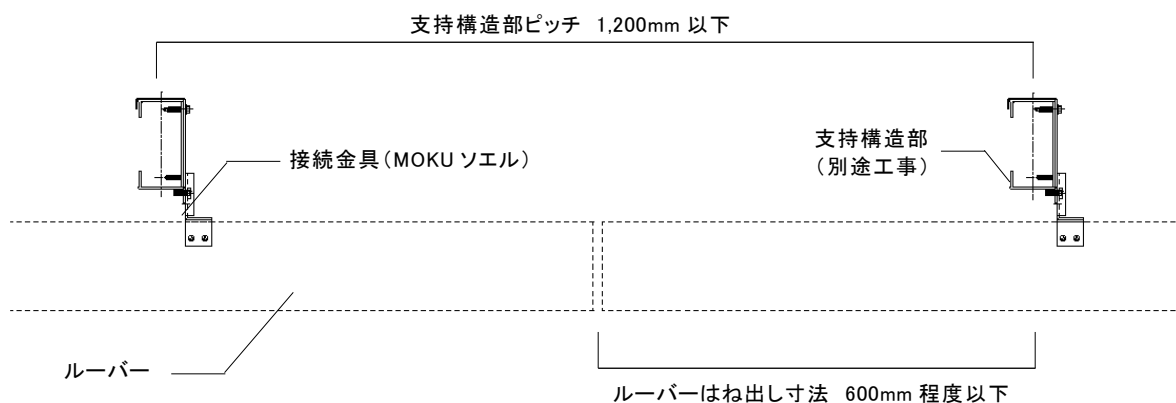 支持構造部ピッチ 1,200mm 以下
接続金具（MOKU ソエル）
支持構造部
（別途工事）
ルーバー
ルーバーはね出し寸法 600mm 程度以下